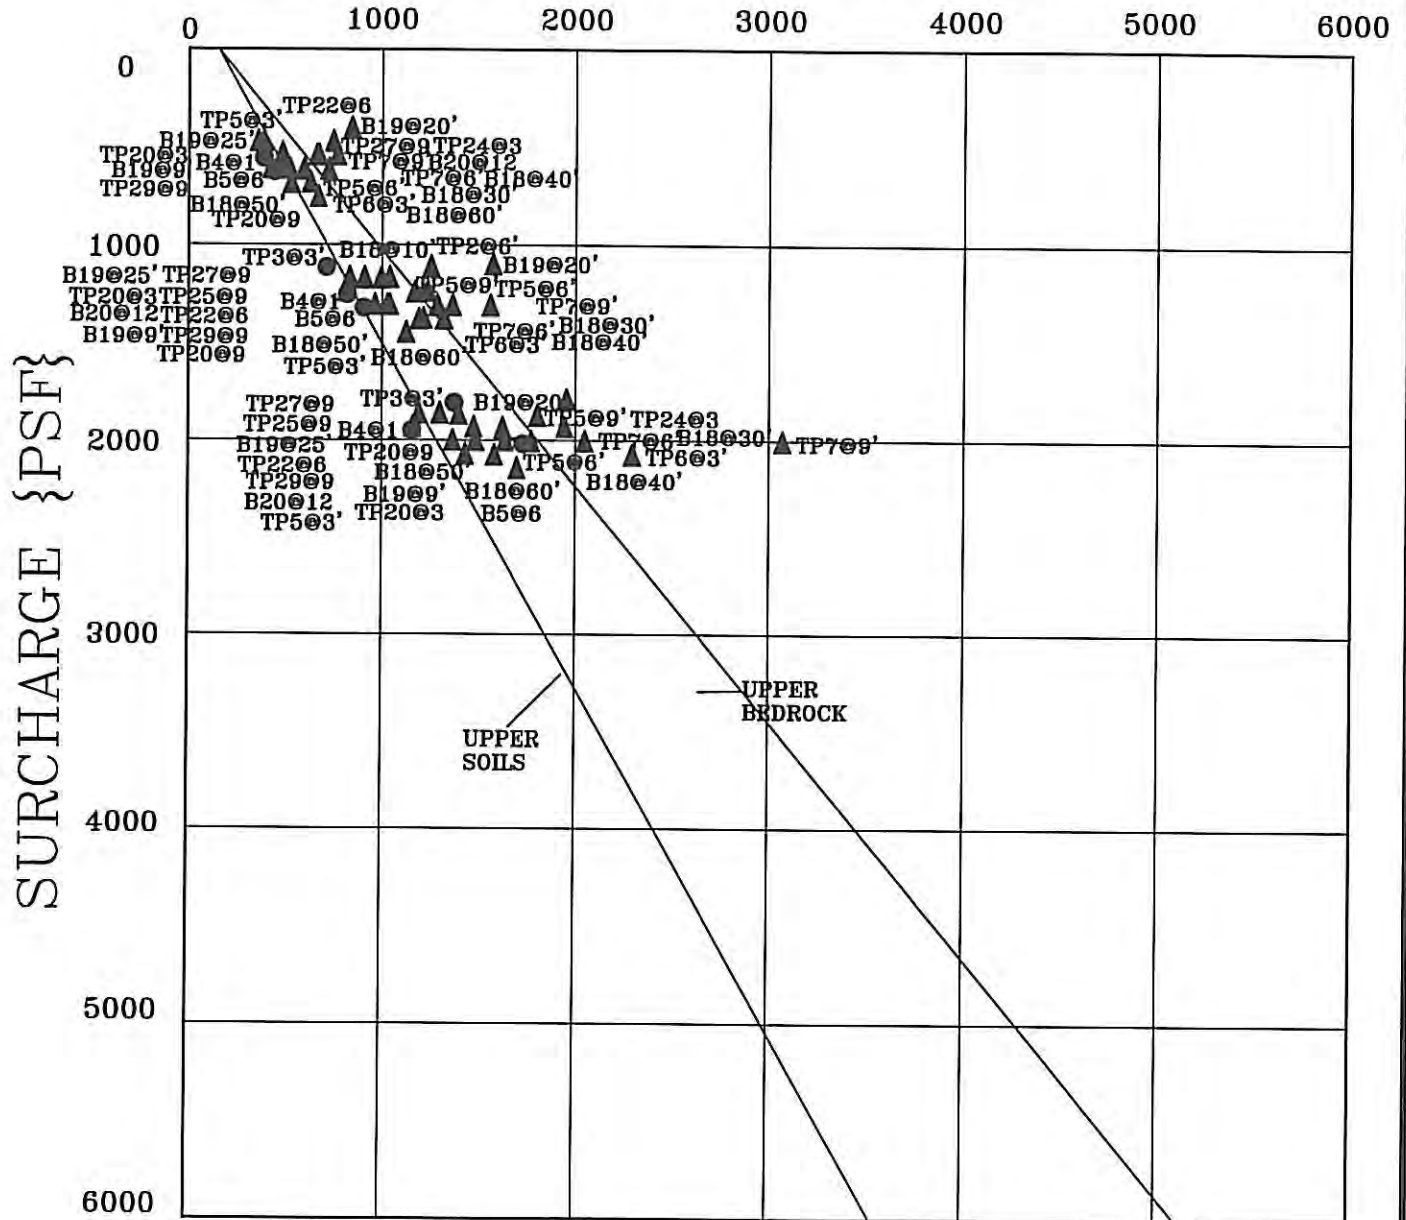 0 1000 2000 3000 4000 5000 6000
0
TP5@3' TP22@6
B19@20'
B19@25' TP27@9 TP24@3
TP20@3 B4@1 TP7@9 B20@12
B19@9
B5@6 TP5@6' TP7@6' B18@40'
TP29@9
B18@50' TP6@3' B18@30'
TP20@9 B18@60'
1000
TP3@3' B18@10' TP2@6'
B19@20'
B19@25' TP27@9
TP5@9' TP5@6'
TP20@3 TP25@9 B4@1 TP7@9'
B20@12 TP22@6 B5@6
B19@9' TP29@9 TP7@6' B18@30'
TP20@9 B18@50' TP6@3' B18@40'
TP5@3' B18@60'
TP27@9 TP3@3' B19@20'
TP25@9 B4@1 TP5@9' TP24@3
2000
B19@25' TP20@9 TP7@6' B18@30' TP7@9'
TP22@6 B18@50' TP5@6' TP6@3'
TP29@9 B18@40'
B20@12 B19@9' B18@60'
TP5@3' TP20@3 B5@6
3000
UPPER
BEDROCK
UPPER
SOILS
4000
5000
6000
SURCHARGE {PSF}